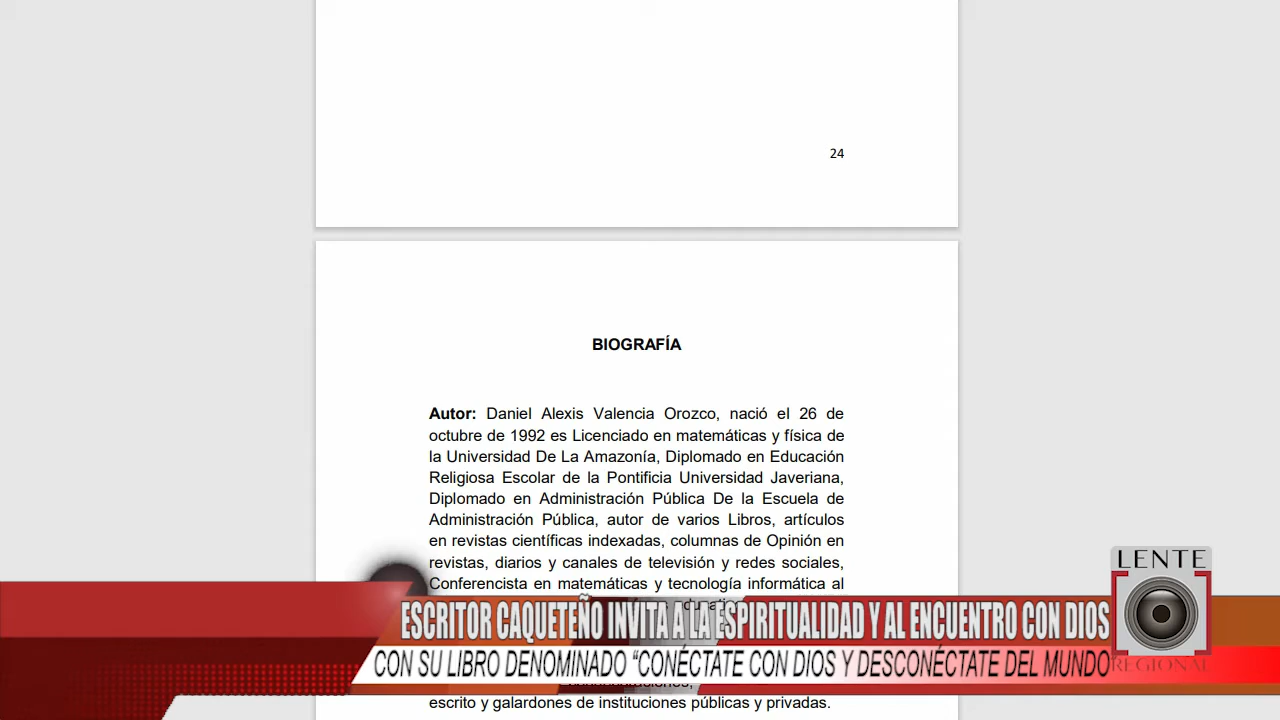 24
BIOGRAFÍA
Autor: Daniel Alexis Valencia Orozco, nació el 26 de
octubre de 1992 es Licenciado en matemáticas y física de
la Universidad De La Amazonía, Diplomado en Educación
Religiosa Escolar de la Pontificia Universidad Javeriana,
Diplomado en Administración Pública De la Escuela de
Administración Pública, autor de varios Libros, artículos
en revistas científicas indexadas, columnas de Opinión en
revistas, diarios y canales de televisión y redes sociales,
Conferencista en matemáticas y tecnología informática al
ESCRITOR CAQUETEÑO INVITA A LA ESPIRITUALIDAD Y AL ENCUENTRO CON DIOS
CON SU LIBRO DENOMINADO “CONÉCTATE CON DIOS Y DESCONÉCTATE DEL MUNDO
escrito y galardones de instituciones públicas y privadas.
LENTE
REGIONAL